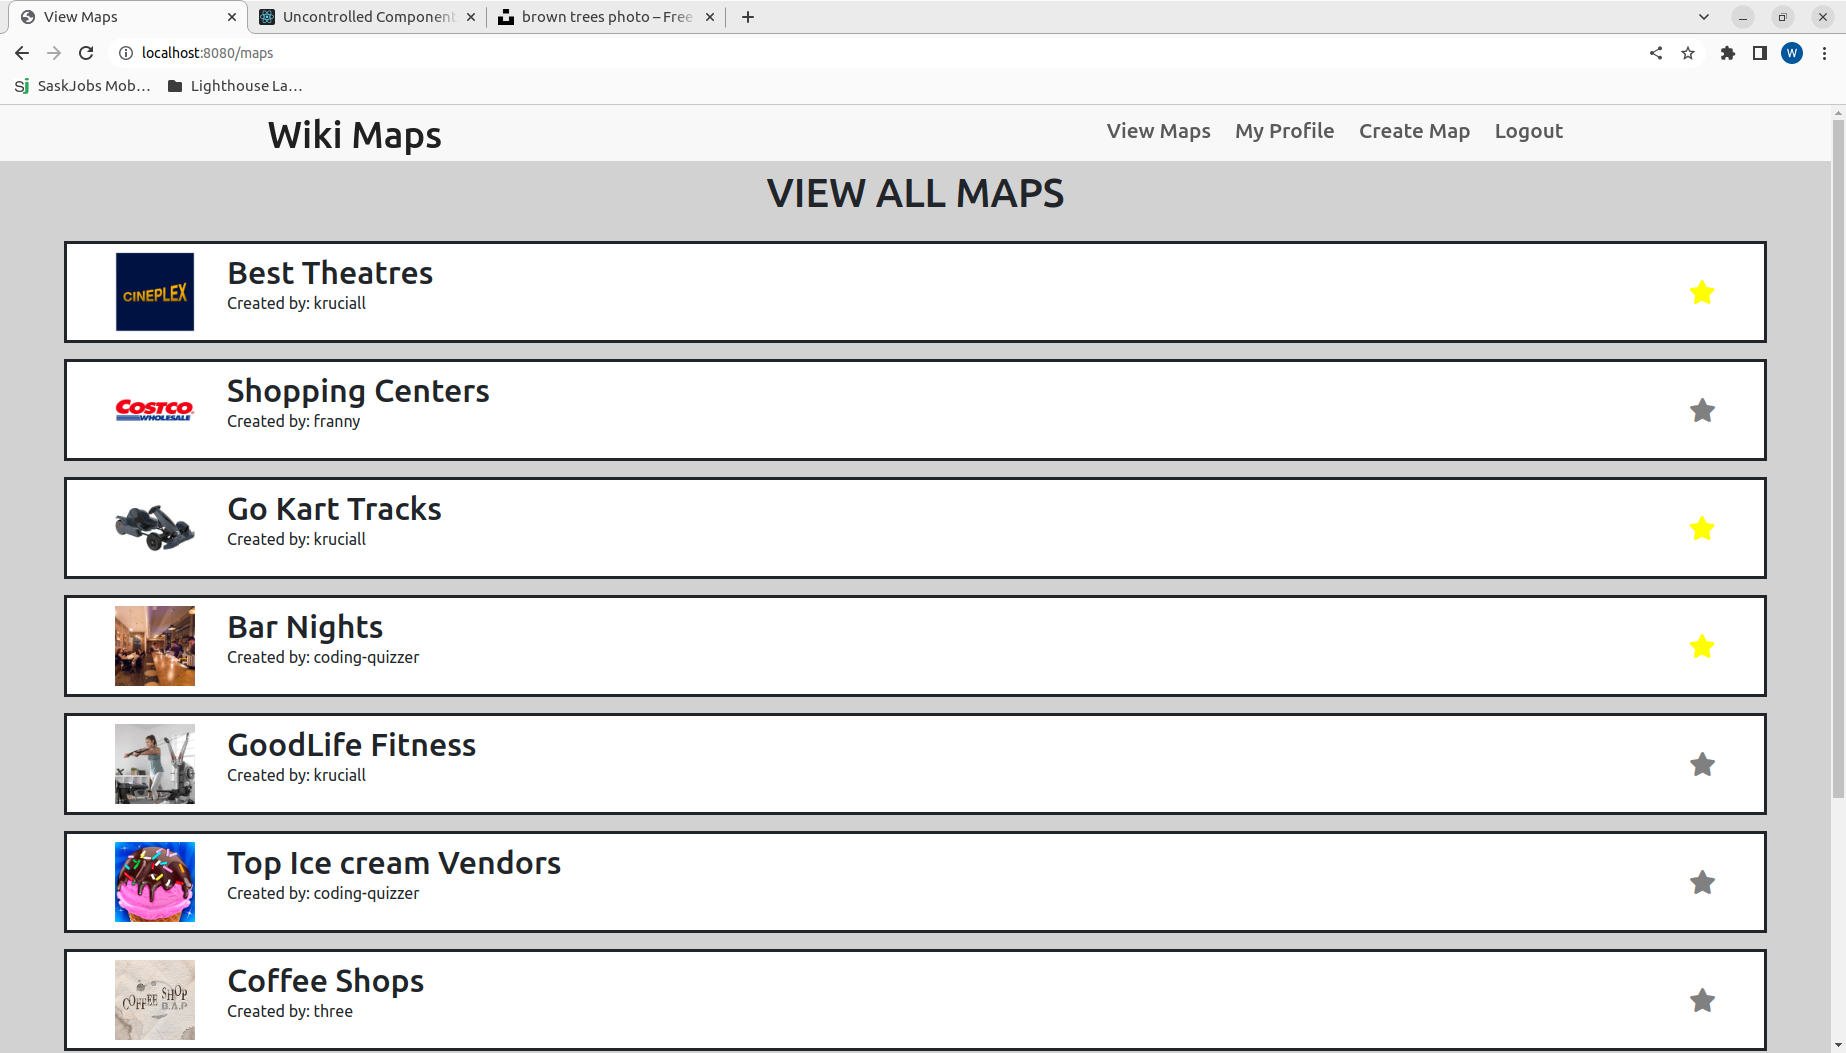 View Maps
Uncontrolled Component
brown trees photo – Free
localhost:8080/maps
W
SJ SaskJobs Mob…
Lighthouse La…
Wiki Maps
View Maps
My Profile
Create Map
Logout
VIEW ALL MAPS
CINEPLEX
Best Theatres
Created by: kruciall
COSTCO
WHOLESALE
Shopping Centers
Created by: franny
Go Kart Tracks
Created by: kruciall
Bar Nights
Created by: coding-quizzer
GoodLife Fitness
Created by: kruciall
Top Ice cream Vendors
Created by: coding-quizzer
COFFEE SHOP
B.A.P
Coffee Shops
Created by: three